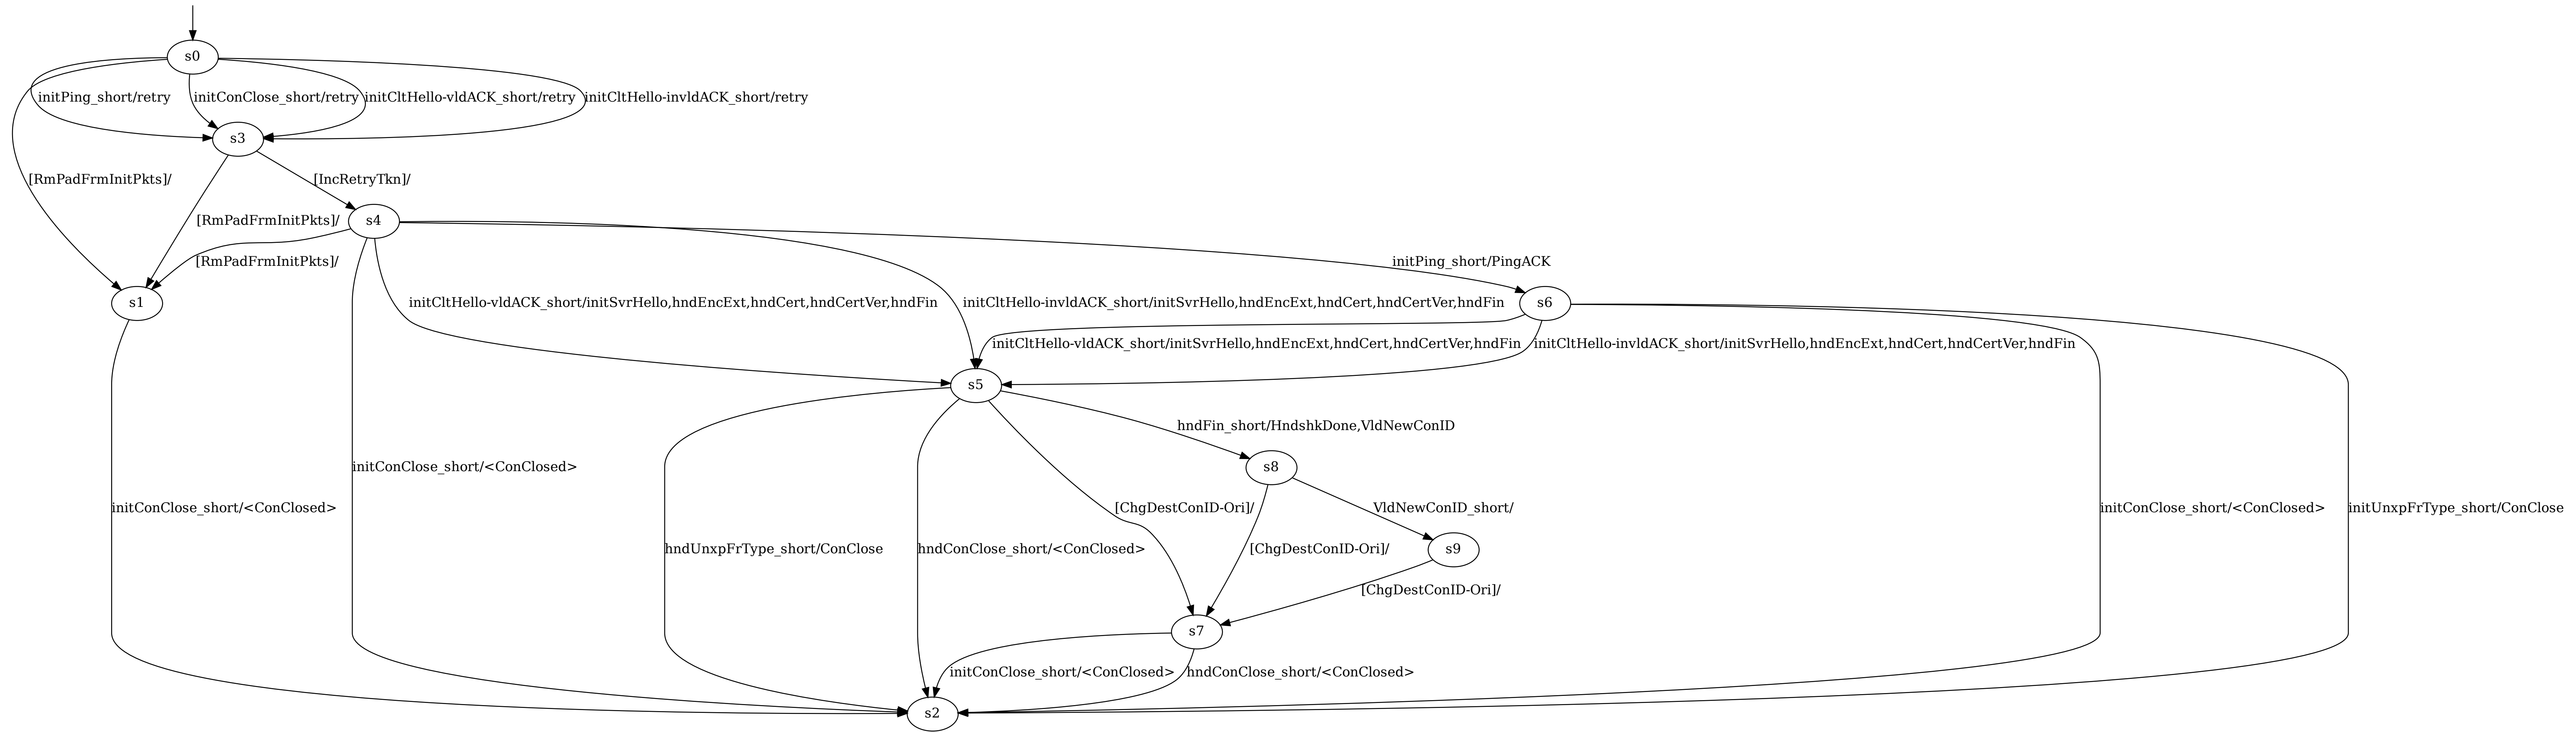 s0
initPing_short/retry
initConClose_short/retry
initCltHello-vldACK_short/retry
initCltHello-invldACK_short/retry
s3
[RmPadFrmInitPkts]/
[IncRetryTkn]/
[RmPadFrmInitPkts]/
s4
[RmPadFrmInitPkts]/
initPing_short/PingACK
s1
initCltHello-vldACK_short/initSvrHello,hndEncExt,hndCert,hndCertVer,hndFin
initCltHello-invldACK_short/initSvrHello,hndEncExt,hndCert,hndCertVer,hndFin
s6
initCltHello-vldACK_short/initSvrHello,hndEncExt,hndCert,hndCertVer,hndFin
initCltHello-invldACK_short/initSvrHello,hndEncExt,hndCert,hndCertVer,hndFin
s5
hndFin_short/HndshkDone,VldNewConID
initConClose_short/<ConClosed>
s8
initConClose_short/<ConClosed>
[ChgDestConID-Ori]/
VldNewConID_short/
initConClose_short/<ConClosed>
initUnxpFrType_short/ConClose
hndUnxpFrType_short/ConClose
hndConClose_short/<ConClosed>
[ChgDestConID-Ori]/
s9
[ChgDestConID-Ori]/
s7
initConClose_short/<ConClosed>
hndConClose_short/<ConClosed>
s2